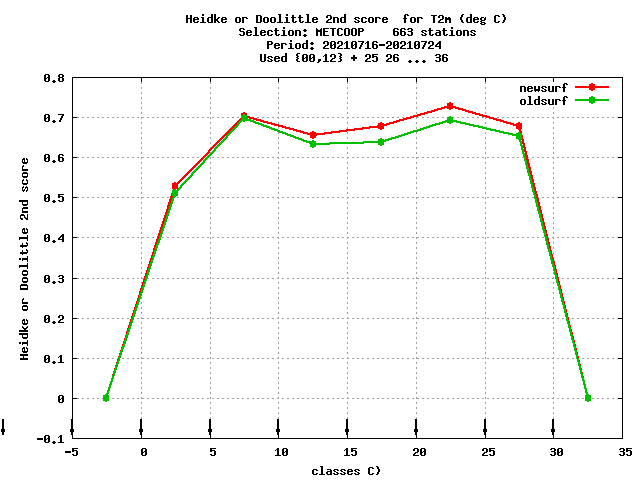 Heidke or Doolittle 2nd score  for T2m (deg C)
Selection: METCOOP    663 stations
Period: 20210716-20210724
Used {00,12} + 25 26 ... 36
newsurf
oldsurf
0.8
0.7
0.6
0.5
0.4
0.3
0.2
0.1
0
-0.1
Heidke or Doolittle 2nd score
-5 0 5 10 15 20 25 30 35
classes C)